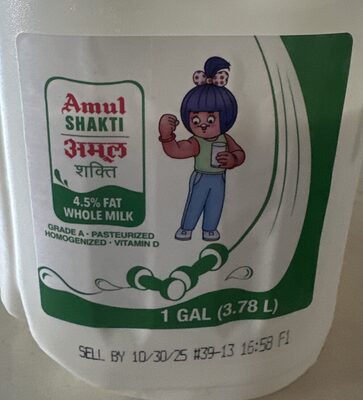 Amul
SHAKTI
अमूल
शक्ति
4.5% FAT
WHOLE MILK
GRADE A · PASTEURIZED
HOMOGENIZED · VITAMIN D
1 GAL (3.78 L)
SELL BY 10/30/25 #39-13 16:58 F1